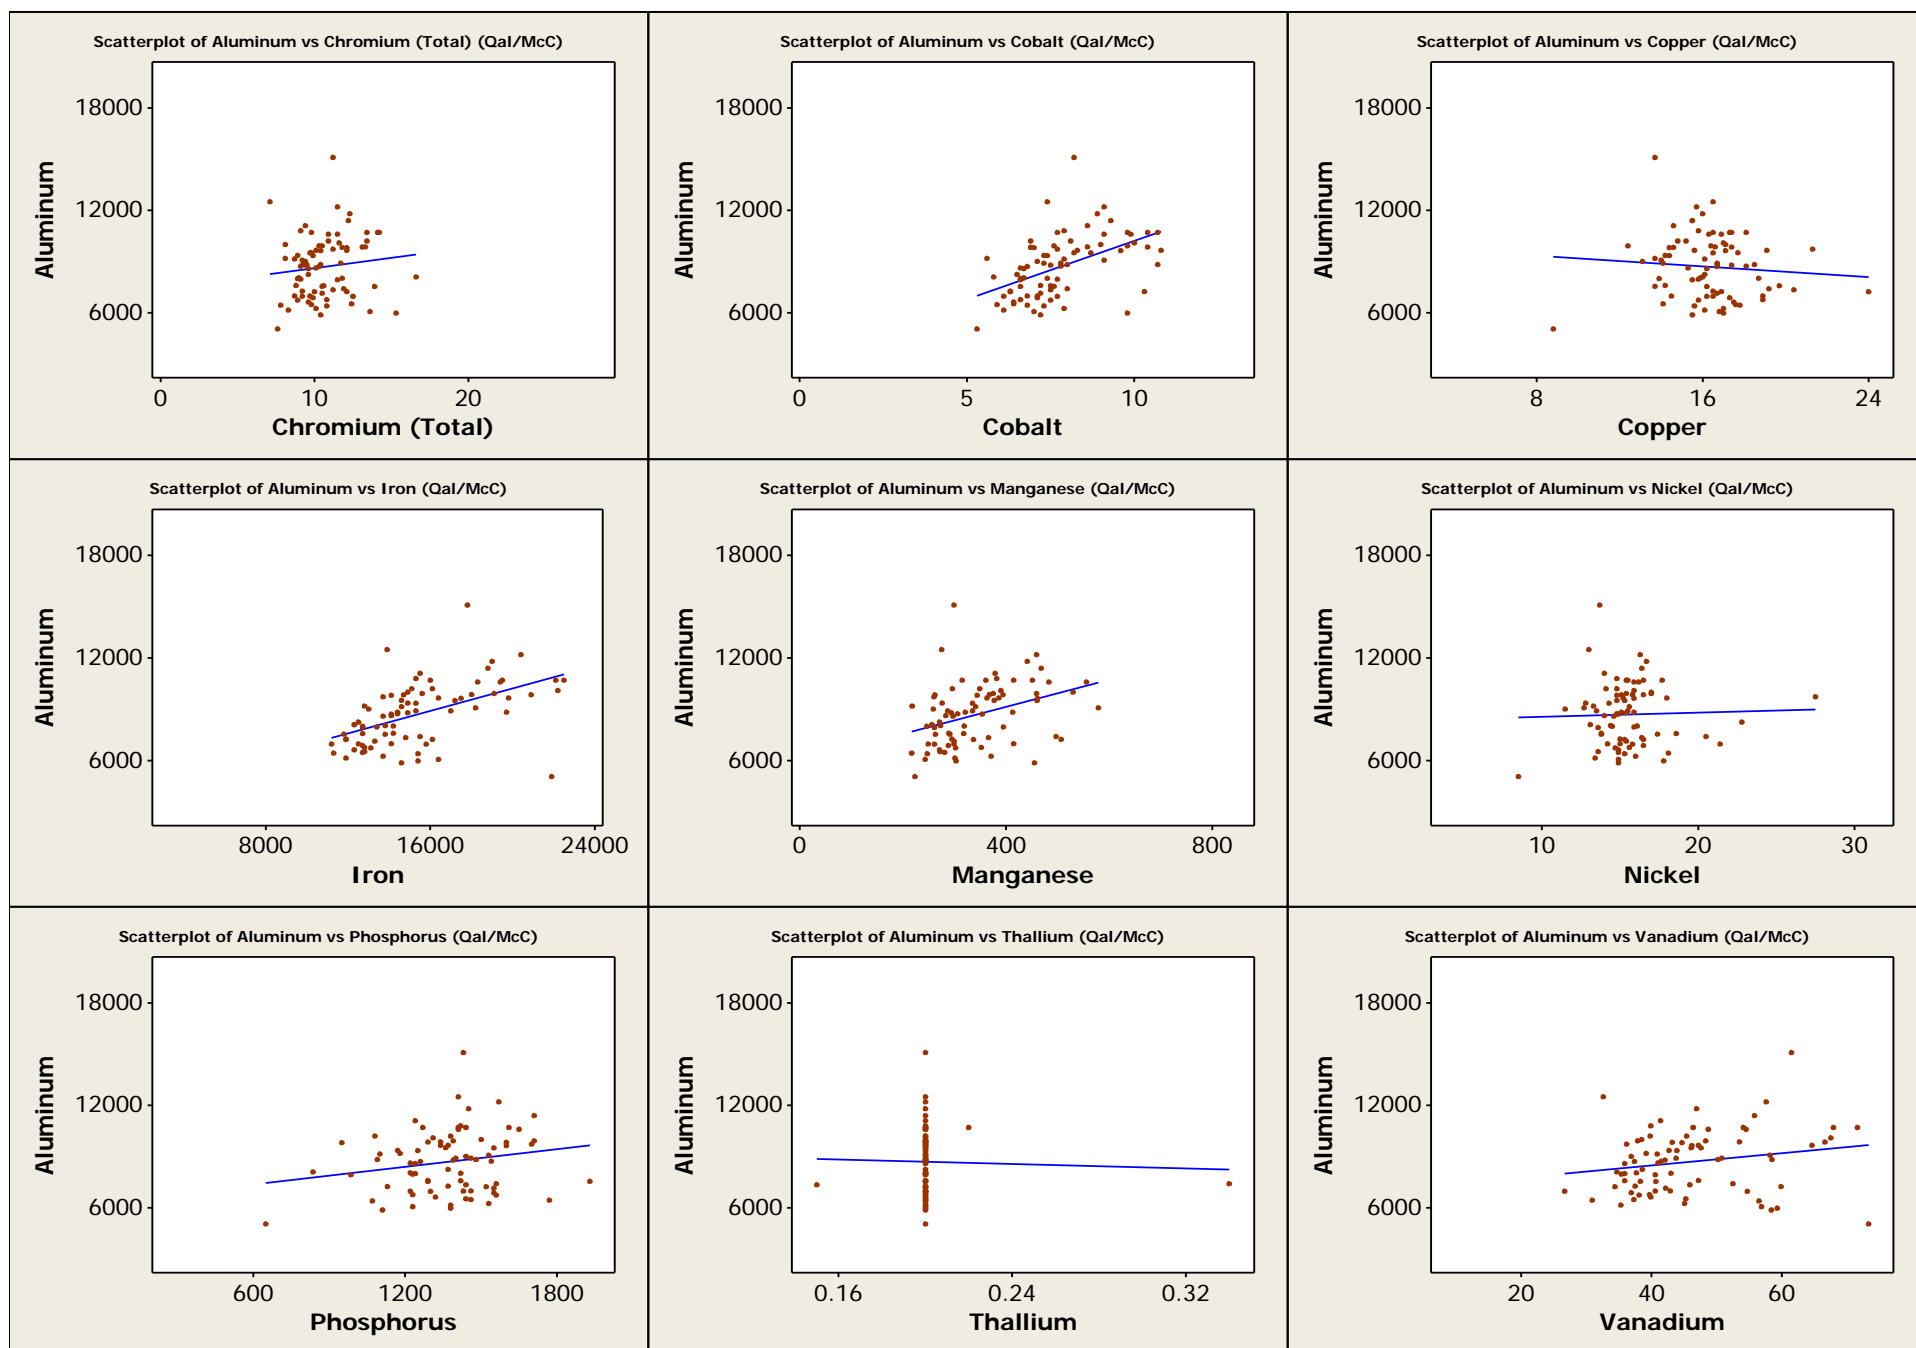 Scatterplot of Aluminum vs Chromium (Total) (Qal/McC)
18000
12000
6000
Aluminum
0 10 20
Chromium (Total)
Scatterplot of Aluminum vs Cobalt (Qal/McC)
18000
12000
6000
Aluminum
0 5 10
Cobalt
Scatterplot of Aluminum vs Copper (Qal/McC)
18000
12000
6000
Aluminum
8 16 24
Copper
Scatterplot of Aluminum vs Iron (Qal/McC)
18000
12000
6000
Aluminum
8000 16000 24000
Iron
Scatterplot of Aluminum vs Manganese (Qal/McC)
18000
12000
6000
Aluminum
0 400 800
Manganese
Scatterplot of Aluminum vs Nickel (Qal/McC)
18000
12000
6000
Aluminum
10 20 30
Nickel
Scatterplot of Aluminum vs Phosphorus (Qal/McC)
18000
12000
6000
Aluminum
600 1200 1800
Phosphorus
Scatterplot of Aluminum vs Thallium (Qal/McC)
18000
12000
6000
Aluminum
0.16 0.24 0.32
Thallium
Scatterplot of Aluminum vs Vanadium (Qal/McC)
18000
12000
6000
Aluminum
20 40 60
Vanadium